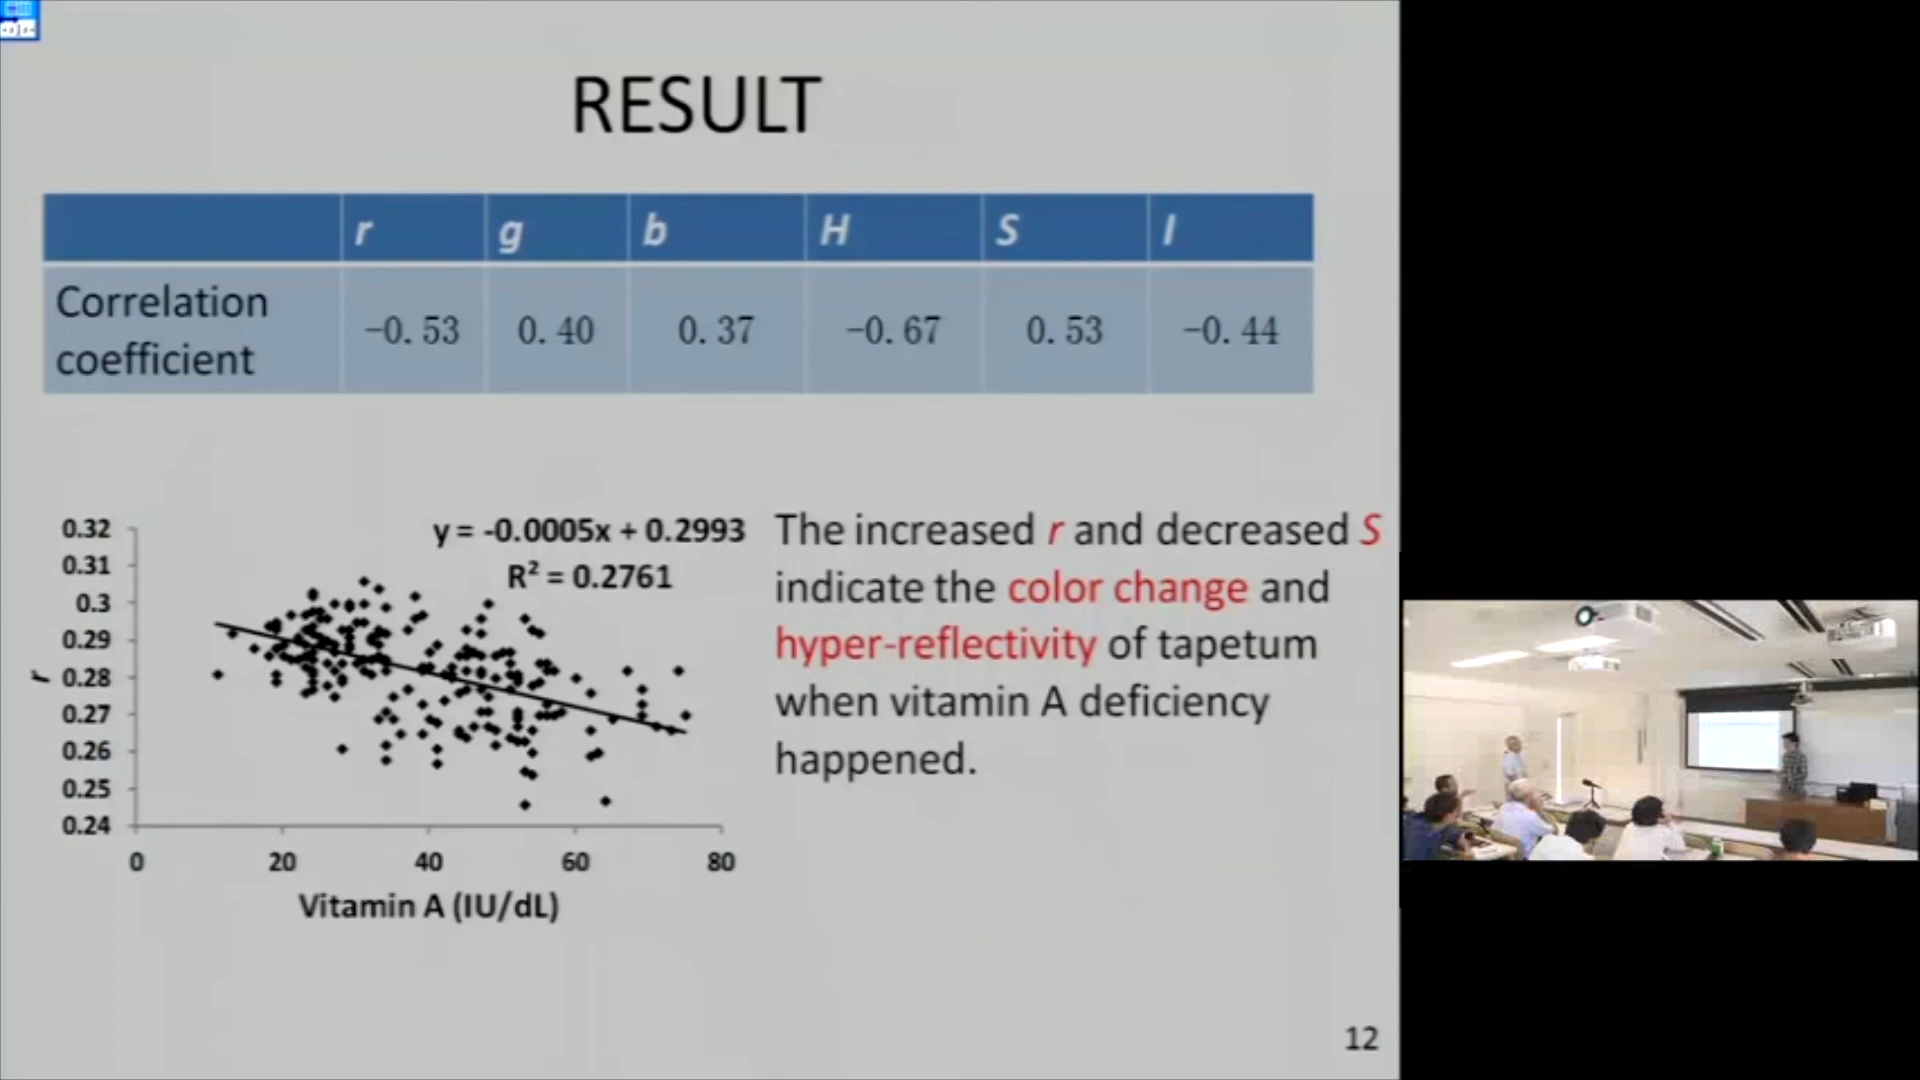 RESULT
r g b H S I
Correlation coefficient −0.53 0.40 0.37 −0.67 0.53 −0.44
y = -0.0005x + 0.2993
R² = 0.2761
0.32
0.31
0.3
0.29
0.28
0.27
0.26
0.25
0.24
r
0 20 40 60 80
Vitamin A (IU/dL)
The increased r and decreased S
indicate the color change and
hyper-reflectivity of tapetum
when vitamin A deficiency
happened.
12